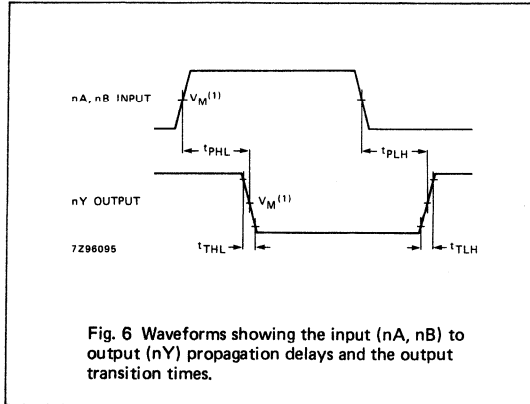 nA, nB INPUT
VM(1)
tPHL
tPLH
nY OUTPUT
VM(1)
7Z96095
tTHL
tTLH
Fig. 6 Waveforms showing the input (nA, nB) to
output (nY) propagation delays and the output
transition times.